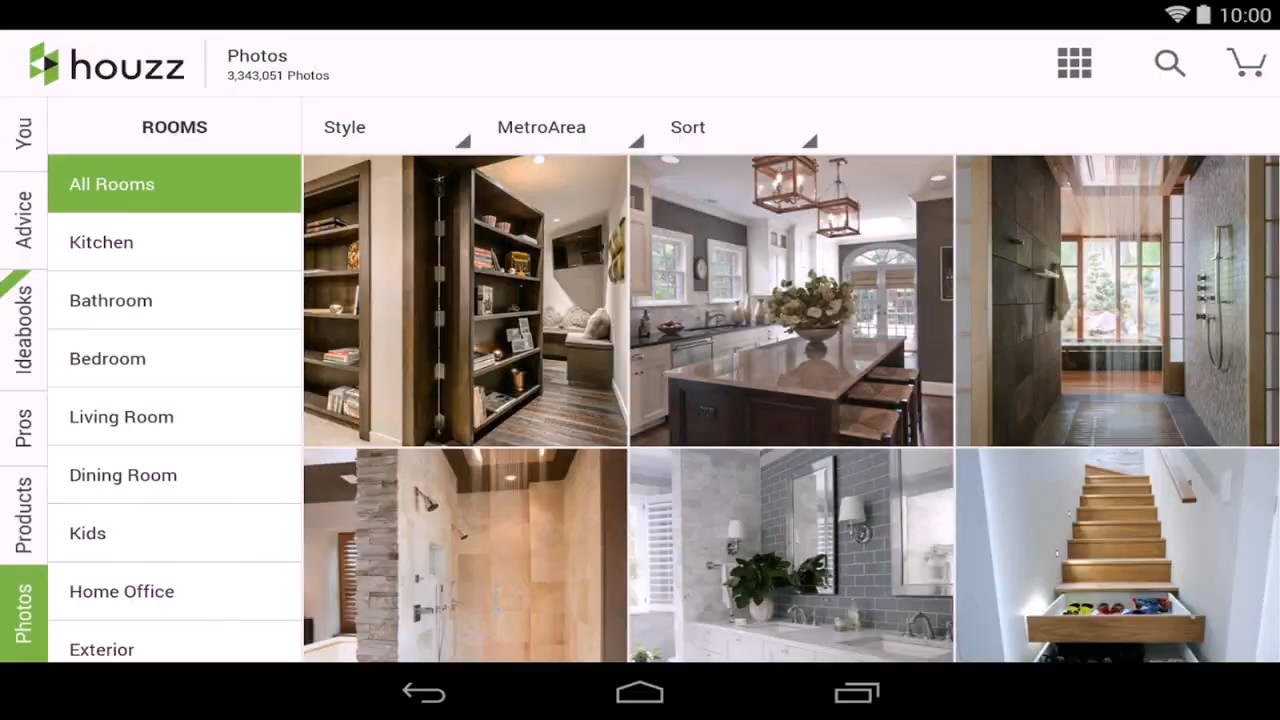 10:00
houzz
Photos
3,343,051 Photos
You
Advice
Ideabooks
Pros
Products
Photos
ROOMS
Style
MetroArea
Sort
All Rooms
Kitchen
Bathroom
Bedroom
Living Room
Dining Room
Kids
Home Office
Exterior